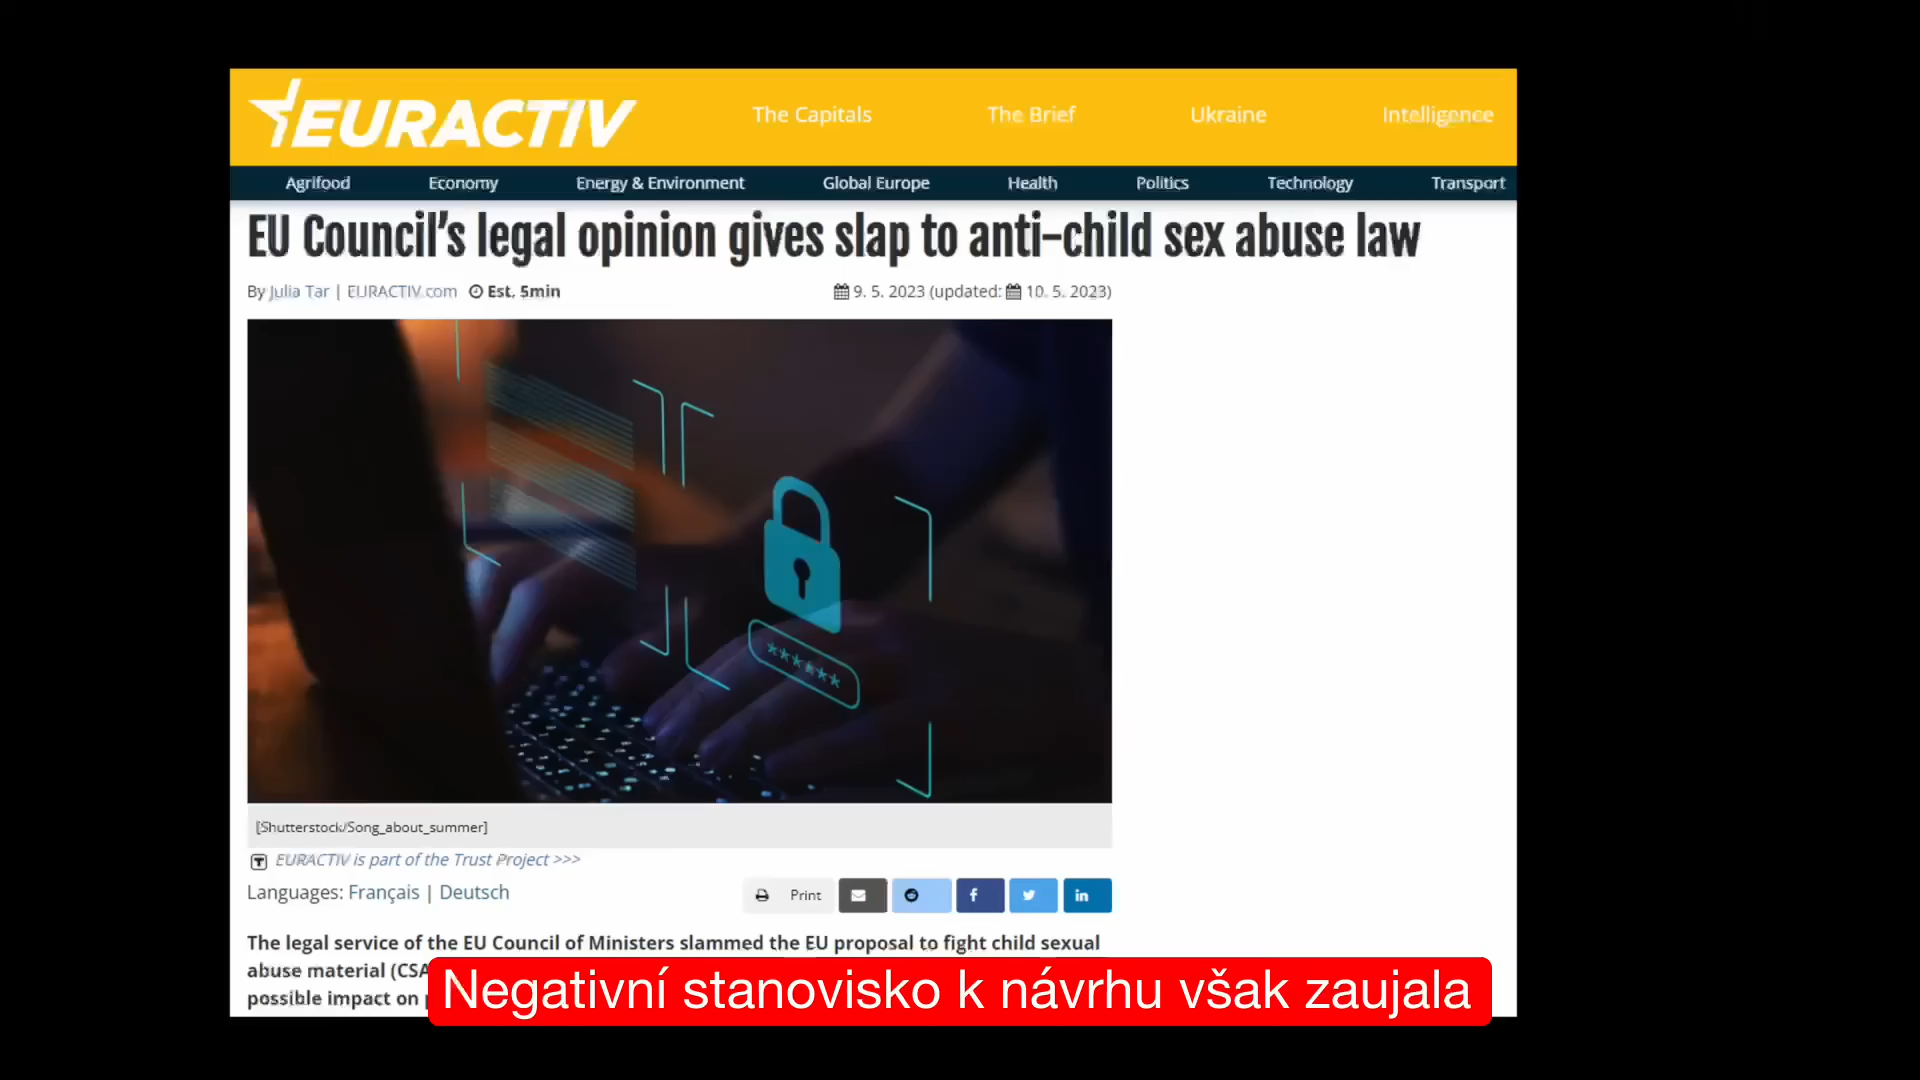 EURACTIV
The Capitals The Brief Ukraine Intelligence
Agrifood Economy Energy & Environment Global Europe Health Politics Technology Transport
EU Council’s legal opinion gives slap to anti-child sex abuse law
By Julia Tar | EURACTIV.com Est. 5min 9. 5. 2023 (updated: 10. 5. 2023)
******
[Shutterstock/Song_about_summer]
EURACTIV is part of the Trust Project >>>
Languages: Français | Deutsch
Print
The legal service of the EU Council of Ministers slammed the EU proposal to fight child sexual
abuse material (CSA
possible impact on
Negativní stanovisko k návrhu však zaujala